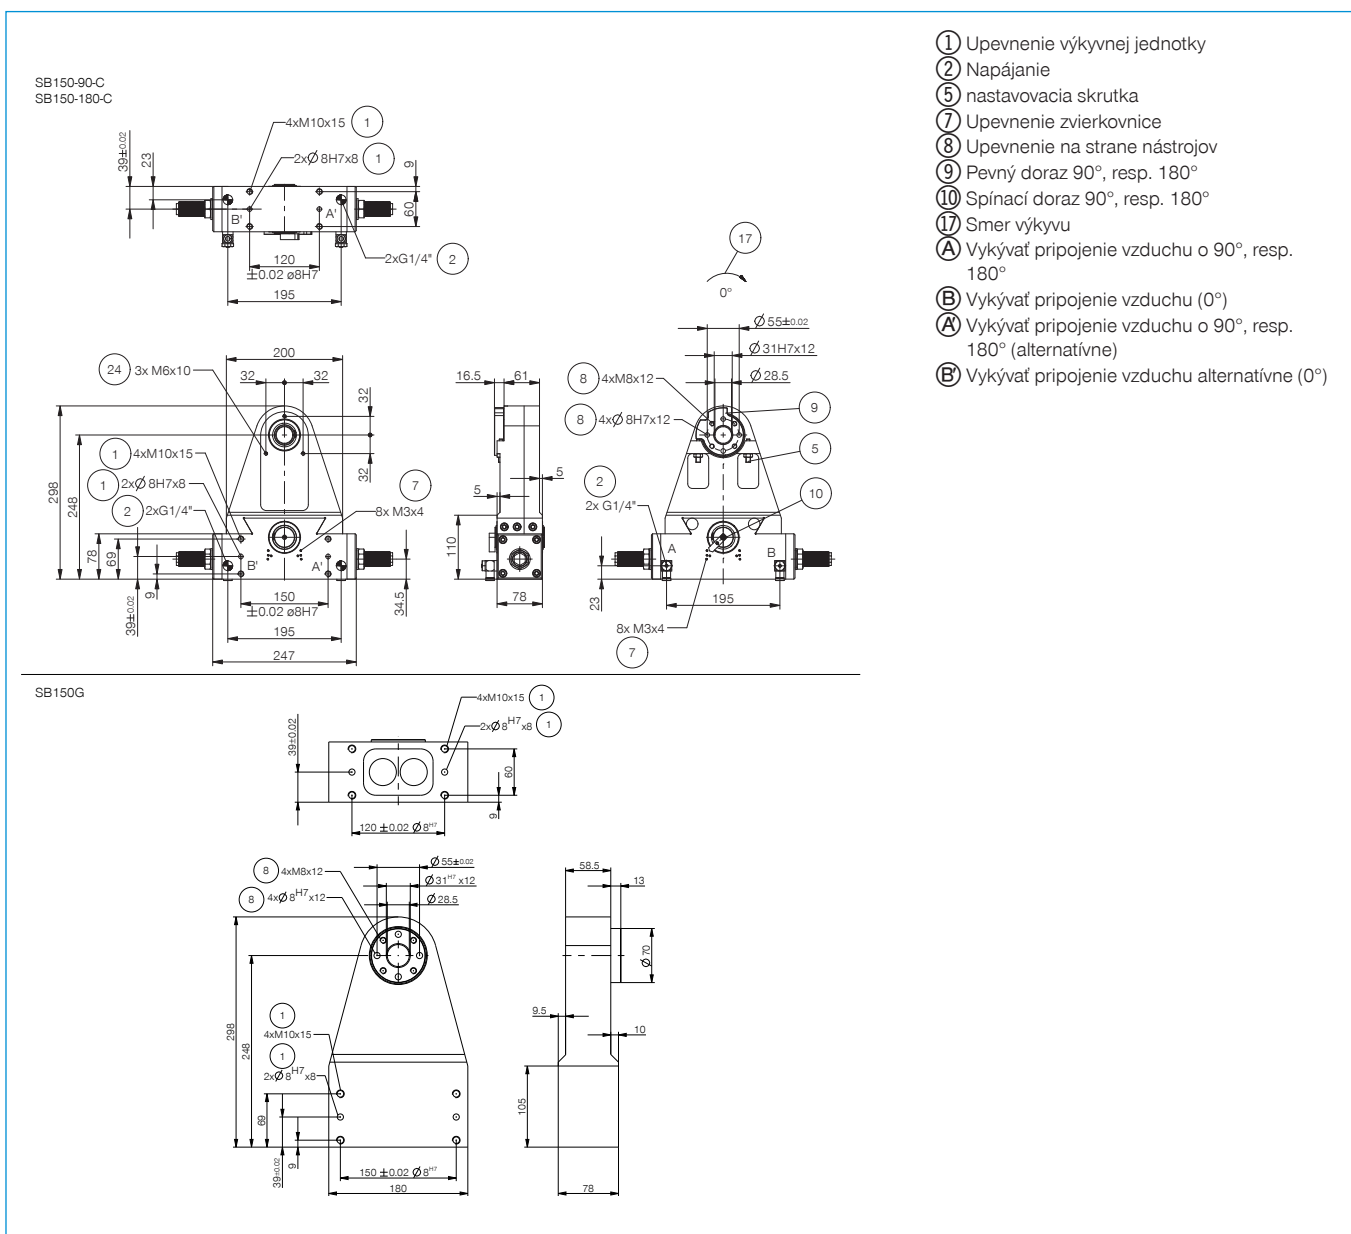 SB150-90-C
SB150-180-C
4xM10x15 1
2xØ 8H7x8 1
39±0.02
23
9
60
B'
A'
2xG1/4" 2
120
±0.02 ø8H7
195
17
0°
200
24 3x M6x10
32
32
32
32
1 4xM10x15
1 2xØ 8H7x8
2 2xG1/4"
7
8x M3x4
298
248
78
69
39±0.02
9
B'
A'
34.5
150
±0.02 ø8H7
195
247
16.5
61
5
5
110
78
Ø 55±0.02
Ø 31H7x12
Ø 28.5
8 4xM8x12
8 4xØ 8H7x12
9
5
10
2
2x G1/4"
A
B
23
195
8x M3x4
7
SB150G
4xM10x15 1
2xØ 8H7x8 1
39±0.02
60
9
120 ±0.02 Ø 8H7
Ø 55±0.02
8 4xM8x12
Ø 31H7 x12
8 4xØ 8H7x12
Ø 28.5
298
248
1
4xM10x15
1
2xØ 8H7x8
69
39±0.02
9
150 ±0.02 Ø 8H7
180
58.5
13
Ø 70
9.5
10
105
78
1 Upevnenie výkyvnej jednotky
2 Napájanie
5 nastavovacia skrutka
7 Upevnenie zvierkovnice
8 Upevnenie na strane nástrojov
9 Pevný doraz 90°, resp. 180°
10 Spínací doraz 90°, resp. 180°
17 Smer výkyvu
A Vykývať pripojenie vzduchu o 90°, resp.
180°
B Vykývať pripojenie vzduchu (0°)
A' Vykývať pripojenie vzduchu o 90°, resp.
180° (alternatívne)
B' Vykývať pripojenie vzduchu alternatívne (0°)